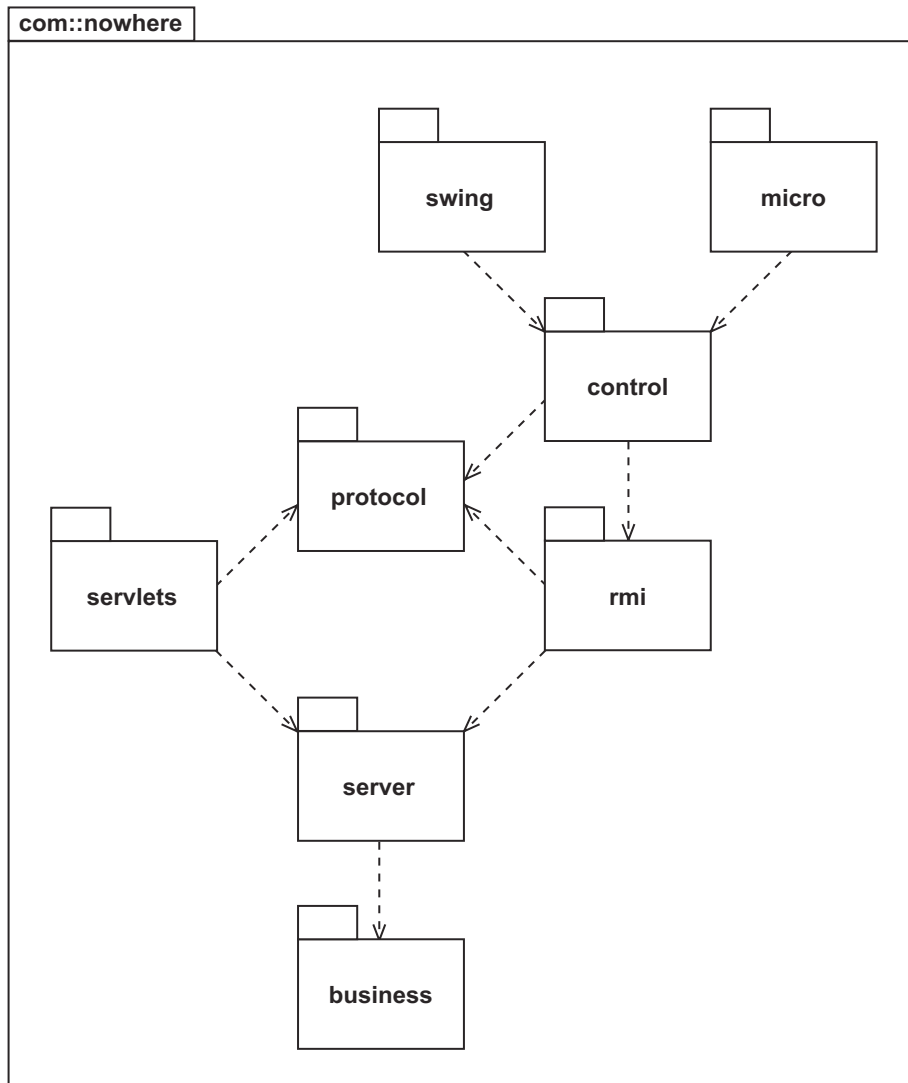 com::nowhere
swing
micro
control
protocol
servlets
rmi
server
business